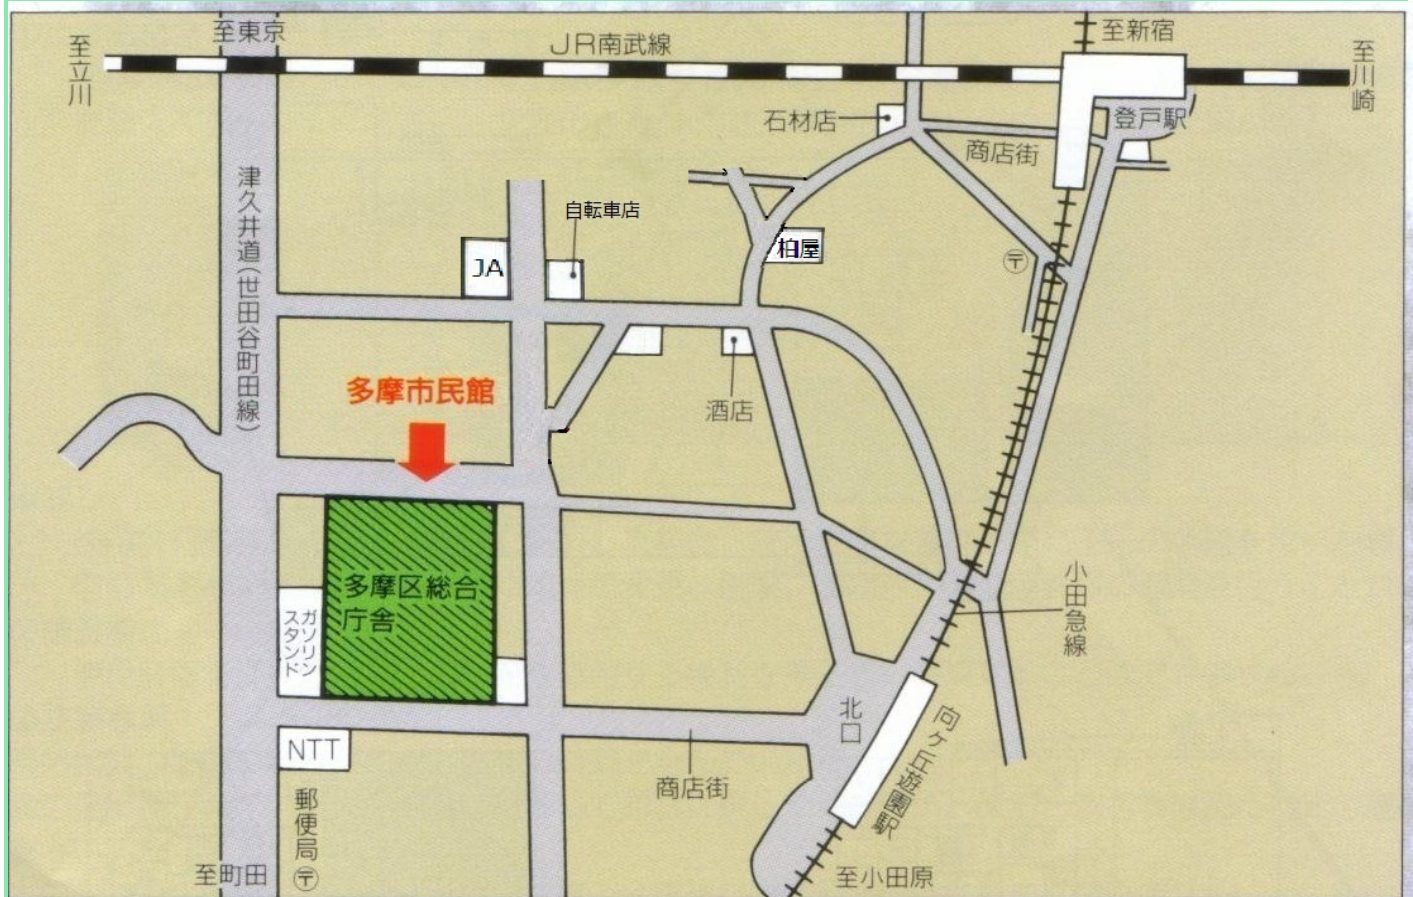 至東京
JR南武線
至新宿
至立川
至川崎
石材店
登戸駅
商店街
津久井道(世田谷町田線)
自転車店
柏屋
JA
〒
多摩市民館
酒店
多摩区総合
庁舎
ガソリン
スタンド
小田急線
北口
向ヶ丘遊園駅
NTT
商店街
郵便局〒
至町田
至小田原